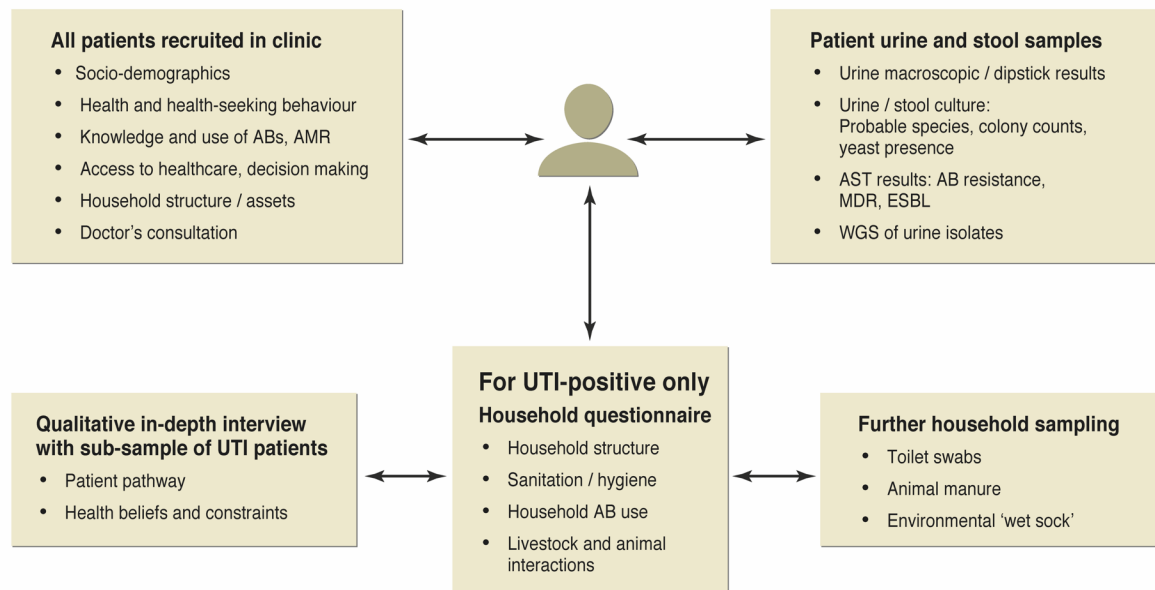 All patients recruited in clinic
• Socio-demographics
• Health and health-seeking behaviour
• Knowledge and use of ABs, AMR
• Access to healthcare, decision making
• Household structure / assets
• Doctor's consultation
Patient urine and stool samples
• Urine macroscopic / dipstick results
• Urine / stool culture:
Probable species, colony counts,
yeast presence
• AST results: AB resistance,
MDR, ESBL
• WGS of urine isolates
Qualitative in-depth interview
with sub-sample of UTI patients
• Patient pathway
• Health beliefs and constraints
For UTI-positive only
Household questionnaire
• Household structure
• Sanitation / hygiene
• Household AB use
• Livestock and animal
interactions
Further household sampling
• Toilet swabs
• Animal manure
• Environmental ‘wet sock’